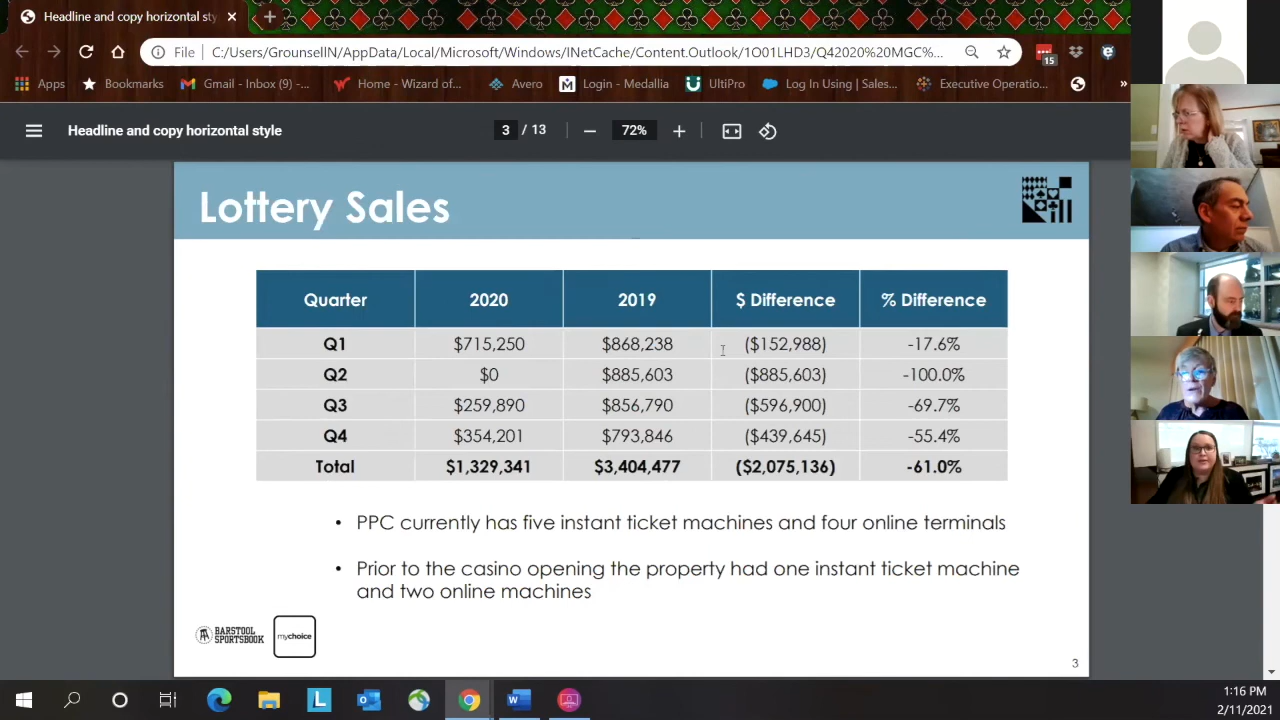 Headline and copy horizontal sty
File C:/Users/GrounsellN/AppData/Local/Microsoft/Windows/INetCache/Content.Outlook/1O01LHD3/Q42020%20MGC%...
15
Apps Bookmarks Gmail - Inbox (9) -... Home - Wizard of... Avero Login - Medallia UltiPro Log In Using | Sales... Executive Operatio... »
Headline and copy horizontal style 3 / 13 72%
Lottery Sales
Quarter 2020 2019 $ Difference % Difference
Q1 $715,250 $868,238 ($152,988) -17.6%
Q2 $0 $885,603 ($885,603) -100.0%
Q3 $259,890 $856,790 ($596,900) -69.7%
Q4 $354,201 $793,846 ($439,645) -55.4%
Total $1,329,341 $3,404,477 ($2,075,136) -61.0%
• PPC currently has five instant ticket machines and four online terminals
• Prior to the casino opening the property had one instant ticket machine
and two online machines
BARSTOOL
SPORTSBOOK
mychoice
3
1:16 PM
2/11/2021